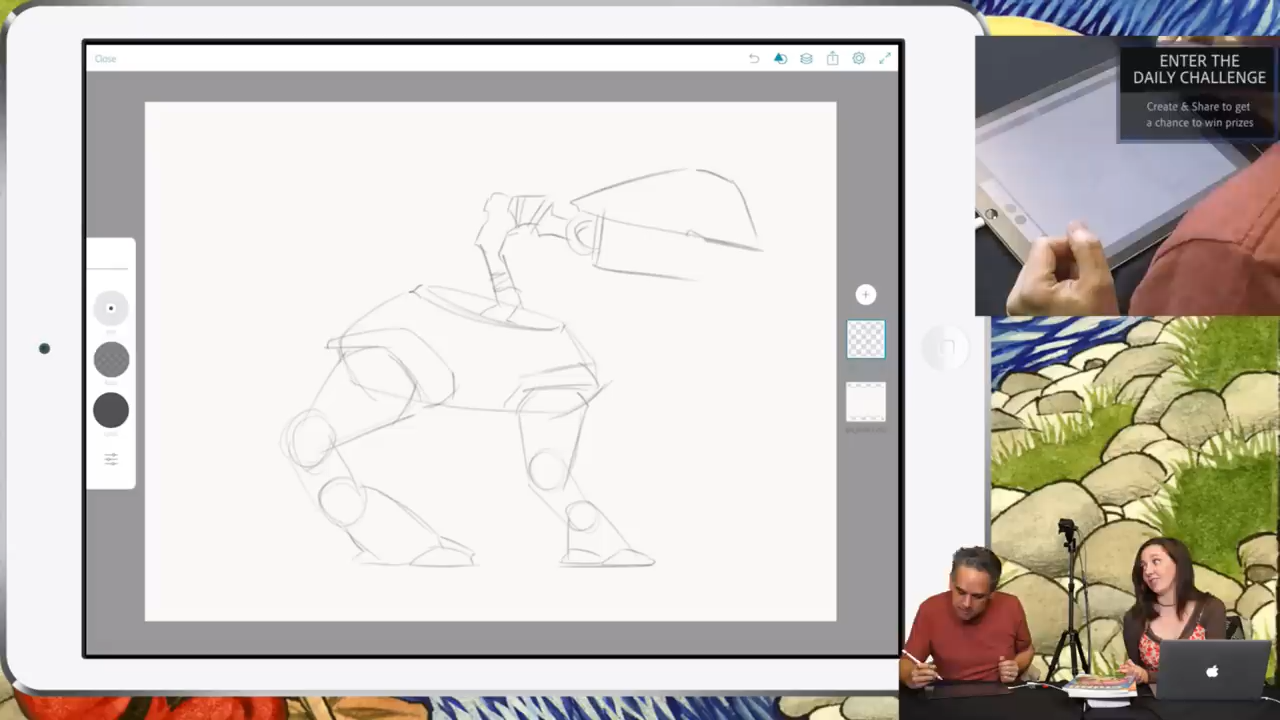 Close
ENTER THE
DAILY CHALLENGE
Create & Share to get
a chance to win prizes